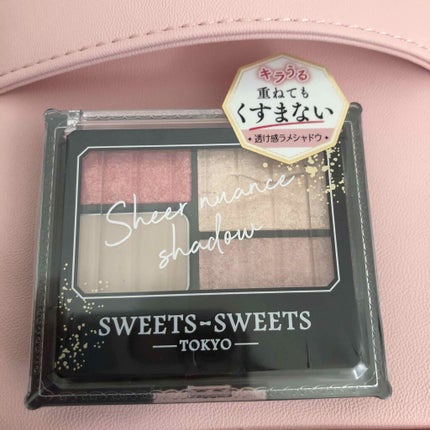 キラうる
重ねても
くすまない
透け感ラメシャドウ
Sheer nuance
shadow
SWEETS-SWEETS
TOKYO